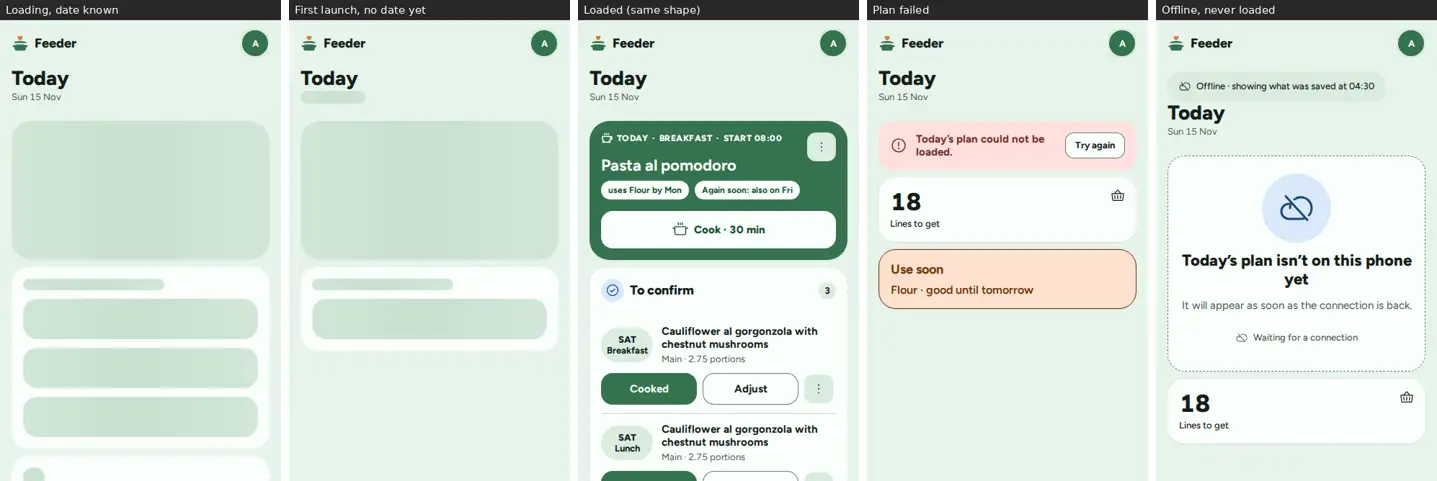 Loading, date known
Feeder
A
Today
Sun 15 Nov
First launch, no date yet
Feeder
A
Today
Loaded (same shape)
Feeder
A
Today
Sun 15 Nov
TODAY · BREAKFAST · START 08:00
Pasta al pomodoro
uses Flour by Mon
Again soon: also on Fri
Cook · 30 min
To confirm
3
SAT
Breakfast
Cauliflower al gorgonzola with
chestnut mushrooms
Main · 2.75 portions
Cooked
Adjust
SAT
Lunch
Cauliflower al gorgonzola with
chestnut mushrooms
Main · 2.75 portions
Plan failed
Feeder
A
Today
Sun 15 Nov
Today’s plan could not be
loaded.
Try again
18
Lines to get
Use soon
Flour · good until tomorrow
Offline, never loaded
Feeder
A
Offline · showing what was saved at 04:30
Today
Sun 15 Nov
Today’s plan isn’t on this phone
yet
It will appear as soon as the connection is back.
Waiting for a connection
18
Lines to get